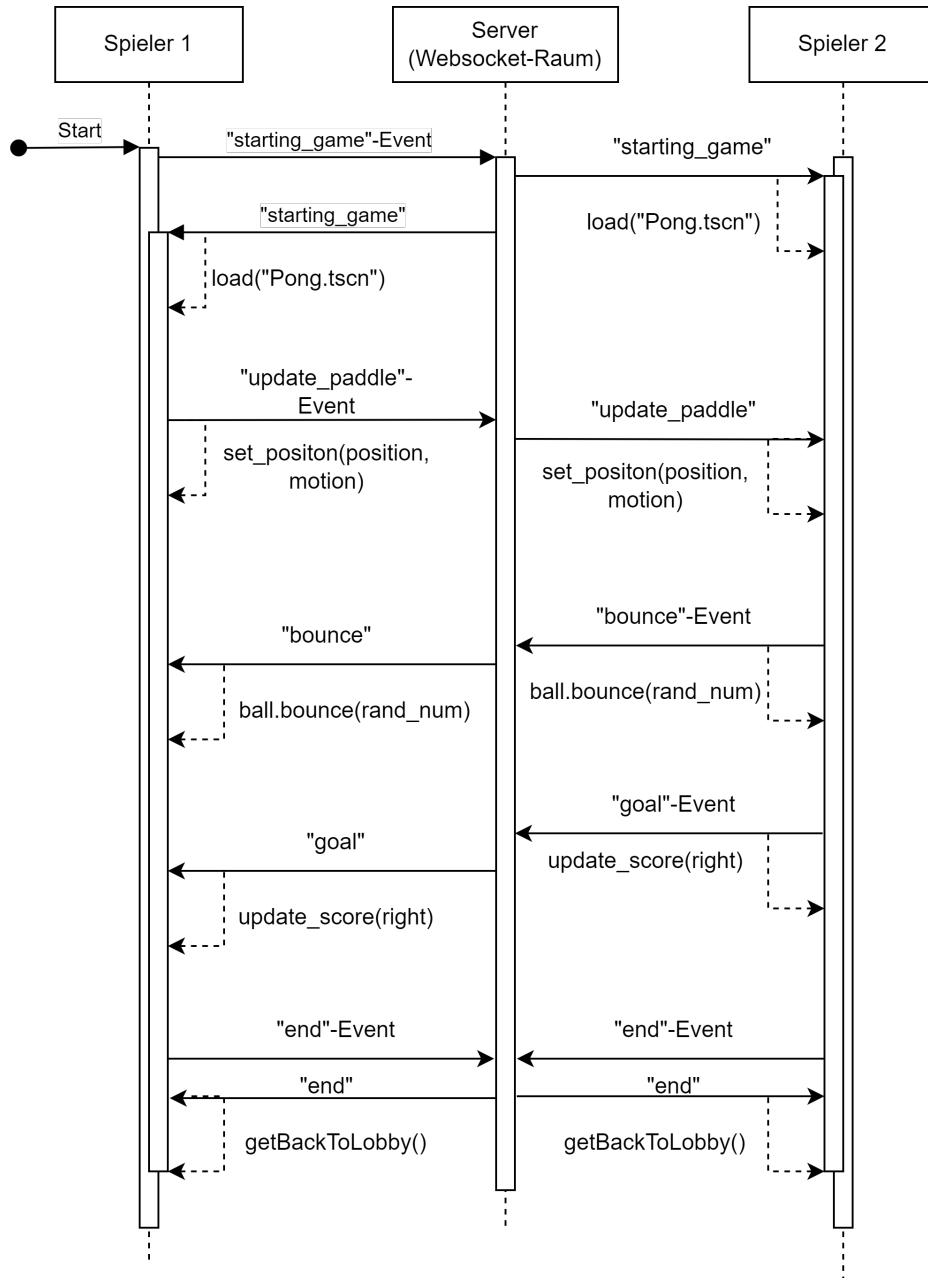 Spieler 1
Server
(Websocket-Raum)
Spieler 2
Start
"starting_game"-Event
"starting_game"
"starting_game"
load("Pong.tscn")
load("Pong.tscn")
"update_paddle"-
Event
"update_paddle"
set_positon(position,
motion)
set_positon(position,
motion)
"bounce"-Event
"bounce"
ball.bounce(rand_num)
ball.bounce(rand_num)
"goal"-Event
"goal"
update_score(right)
update_score(right)
"end"-Event
"end"-Event
"end"
"end"
getBackToLobby()
getBackToLobby()